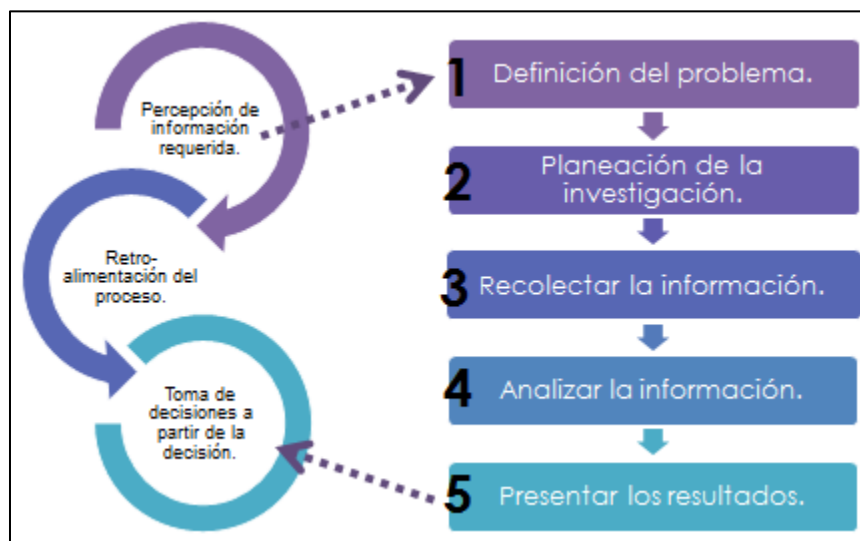 Percepción de
información
requerida.
Retro-
alimentación del
proceso.
Toma de
decisiones a
partir de la
decisión.
1 Definición del problema.
2 Planeación de la
investigación.
3 Recolectar la información.
4 Analizar la información.
5 Presentar los resultados.